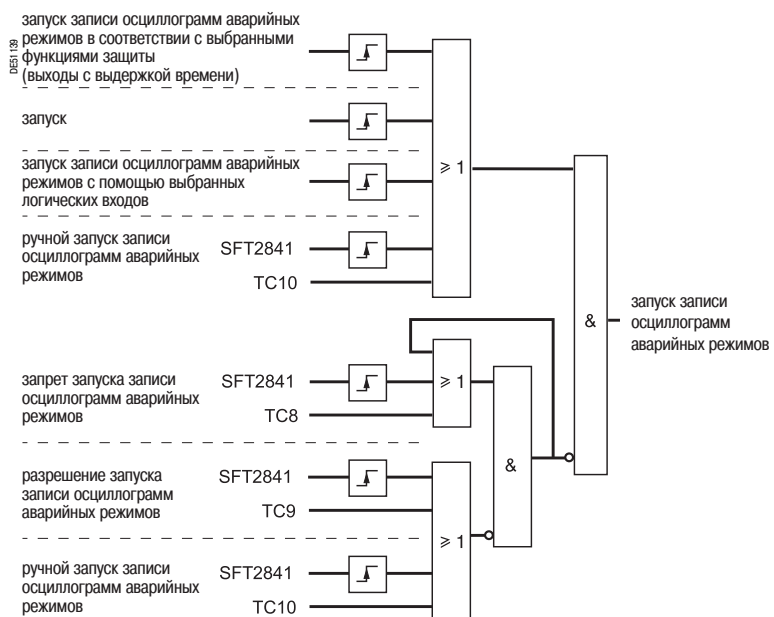 DE51139
запуск записи осциллограмм аварийных
режимов в соответствии с выбранными
функциями защиты
(выходы с выдержкой времени)
запуск
запуск записи осциллограмм аварийных
режимов с помощью выбранных
логических входов
⩾ 1
ручной запуск записи
осциллограмм аварийных
режимов
SFT2841
TC10
&
запуск записи
осциллограмм
аварийных режимов
запрет запуска записи
осциллограмм аварийных
режимов
SFT2841
TC8
⩾ 1
&
разрешение запуска
записи осциллограмм
аварийных режимов
SFT2841
TC9
⩾ 1
ручной запуск записи
осциллограмм аварийных
режимов
SFT2841
TC10